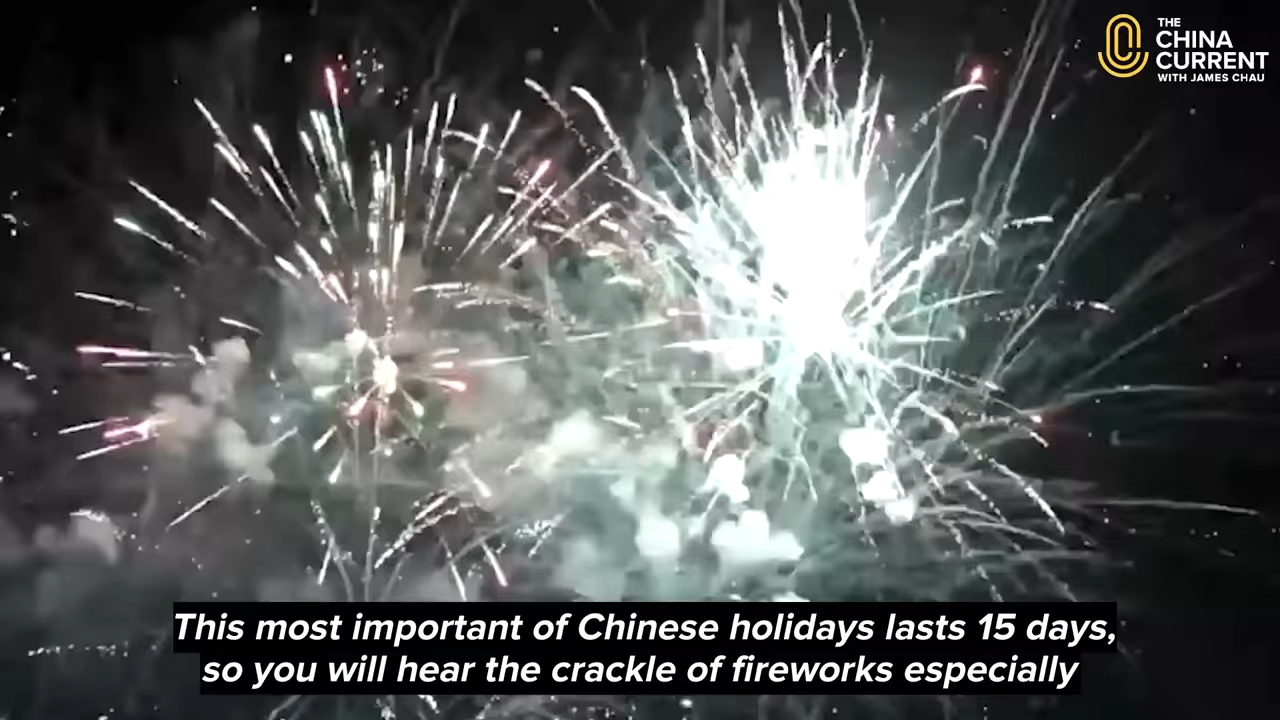 THE
CHINA
CURRENT
WITH JAMES CHAU
This most important of Chinese holidays lasts 15 days,
so you will hear the crackle of fireworks especially